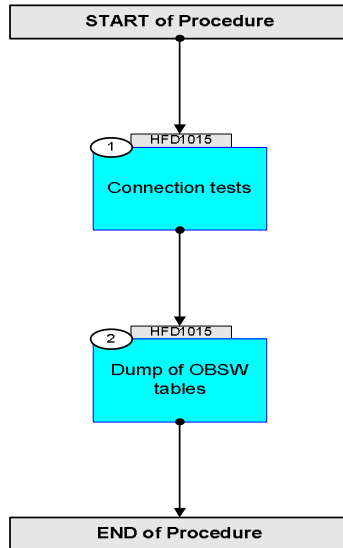 START of Procedure
HFD1015
1
Connection tests
HFD1015
2
Dump of OBSW
tables
END of Procedure